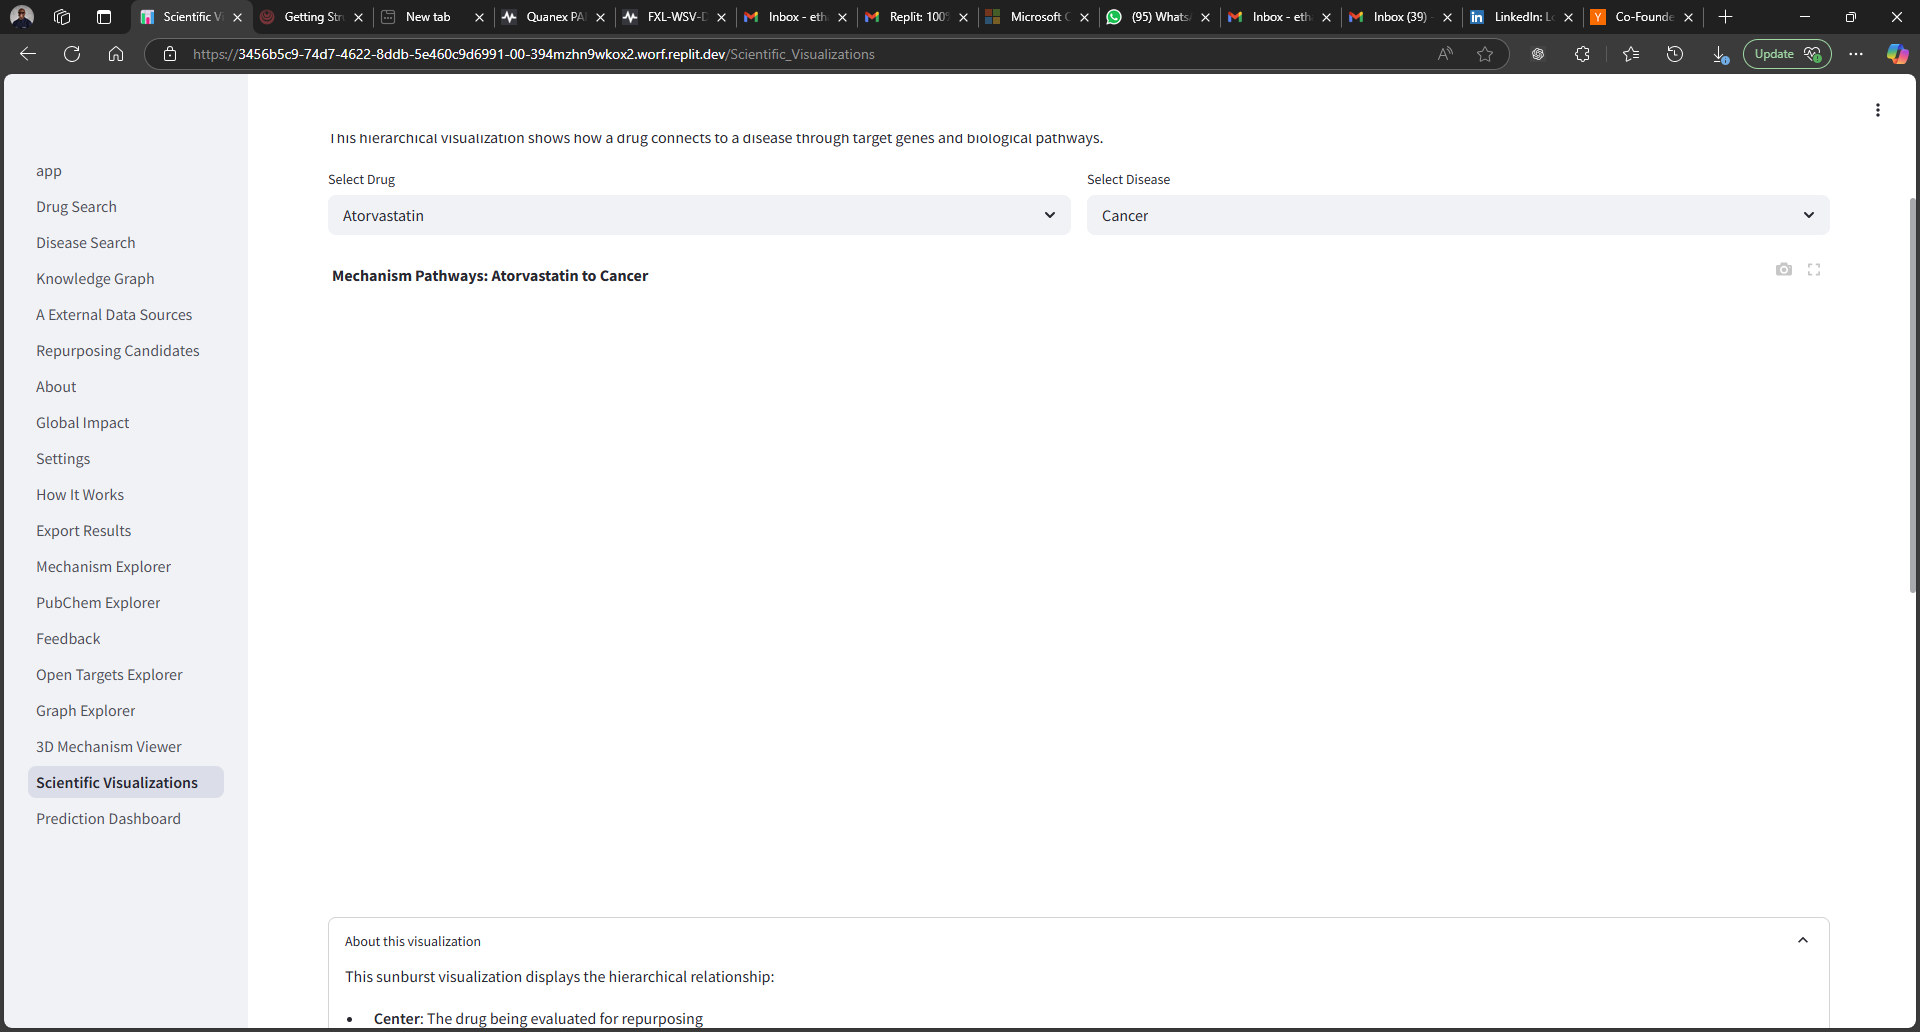 Scientific Vi
Getting Str
New tab
Quanex PA
FXL-WSV-D
Inbox - eth
Replit: 100%
Microsoft C
(95) Whats
Inbox - eth
Inbox (39) -
LinkedIn: Lo
Co-Founde
https://3456b5c9-74d7-4622-8ddb-5e460c9d6991-00-394mzhn9wkox2.worf.replit.dev/Scientific_Visualizations
Update
app
Drug Search
Disease Search
Knowledge Graph
A External Data Sources
Repurposing Candidates
About
Global Impact
Settings
How It Works
Export Results
Mechanism Explorer
PubChem Explorer
Feedback
Open Targets Explorer
Graph Explorer
3D Mechanism Viewer
Scientific Visualizations
Prediction Dashboard
This hierarchical visualization shows how a drug connects to a disease through target genes and biological pathways.
Select Drug
Atorvastatin
Select Disease
Cancer
Mechanism Pathways: Atorvastatin to Cancer
About this visualization
This sunburst visualization displays the hierarchical relationship:
• Center: The drug being evaluated for repurposing